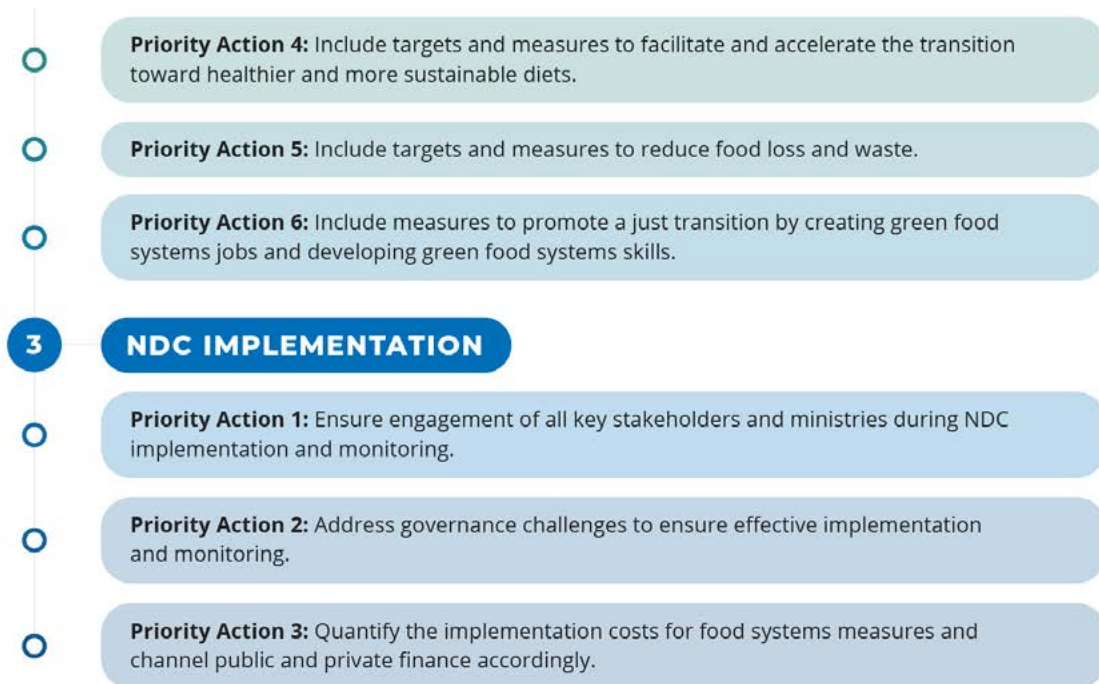 Priority Action 4: Include targets and measures to facilitate and accelerate the transition
toward healthier and more sustainable diets.
Priority Action 5: Include targets and measures to reduce food loss and waste.
Priority Action 6: Include measures to promote a just transition by creating green food
systems jobs and developing green food systems skills.
3 NDC IMPLEMENTATION
Priority Action 1: Ensure engagement of all key stakeholders and ministries during NDC
implementation and monitoring.
Priority Action 2: Address governance challenges to ensure effective implementation
and monitoring.
Priority Action 3: Quantify the implementation costs for food systems measures and
channel public and private finance accordingly.